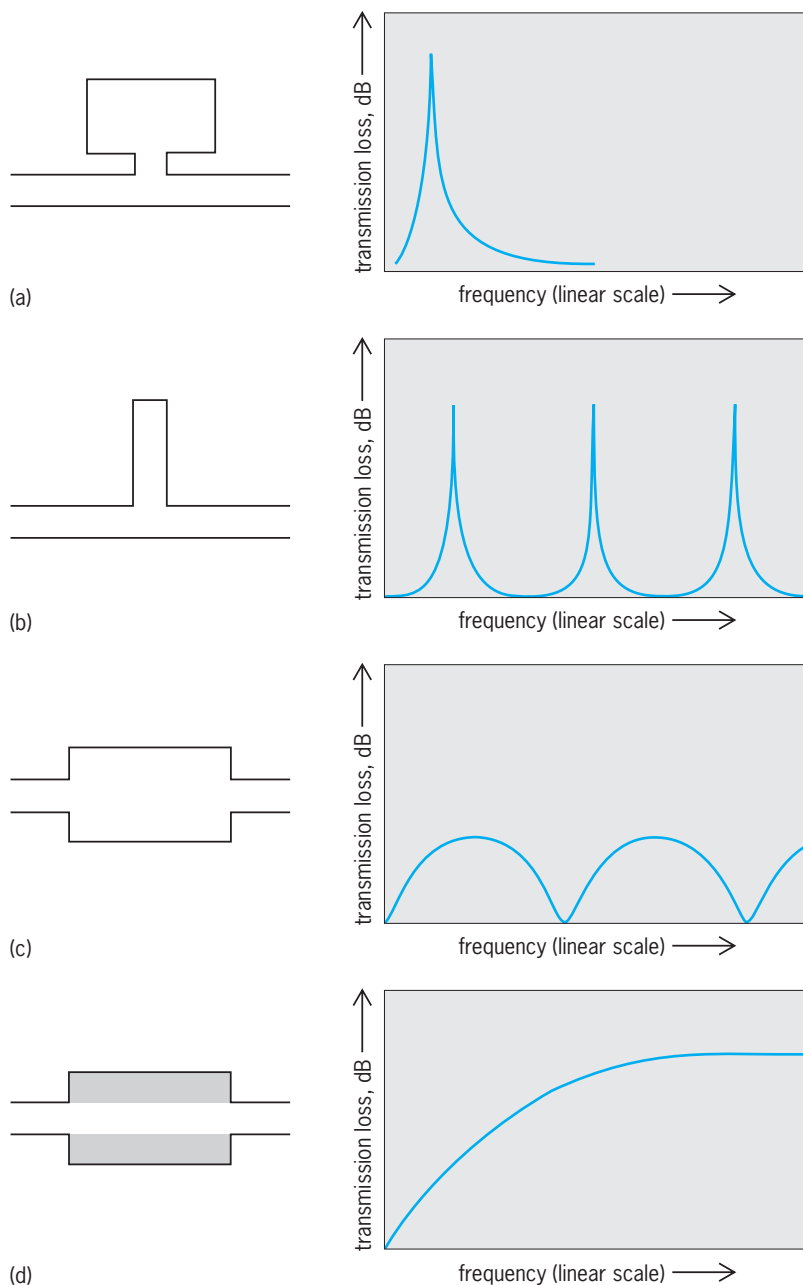 transmission loss, dB
frequency (linear scale)
(a)
transmission loss, dB
frequency (linear scale)
(b)
transmission loss, dB
frequency (linear scale)
(c)
transmission loss, dB
frequency (linear scale)
(d)